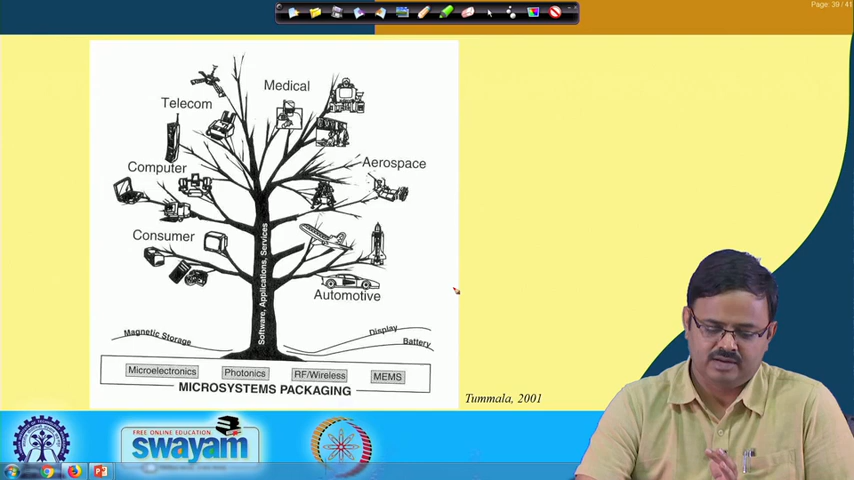 Page: 39 / 41
Medical
Telecom
Computer
Aerospace
Consumer
Automotive
Software, Applications, Services
Magnetic Storage
Display
Battery
Microelectronics
Photonics
RF/Wireless
MEMS
MICROSYSTEMS PACKAGING
Tummala, 2001
FREE ONLINE EDUCATION
swayam